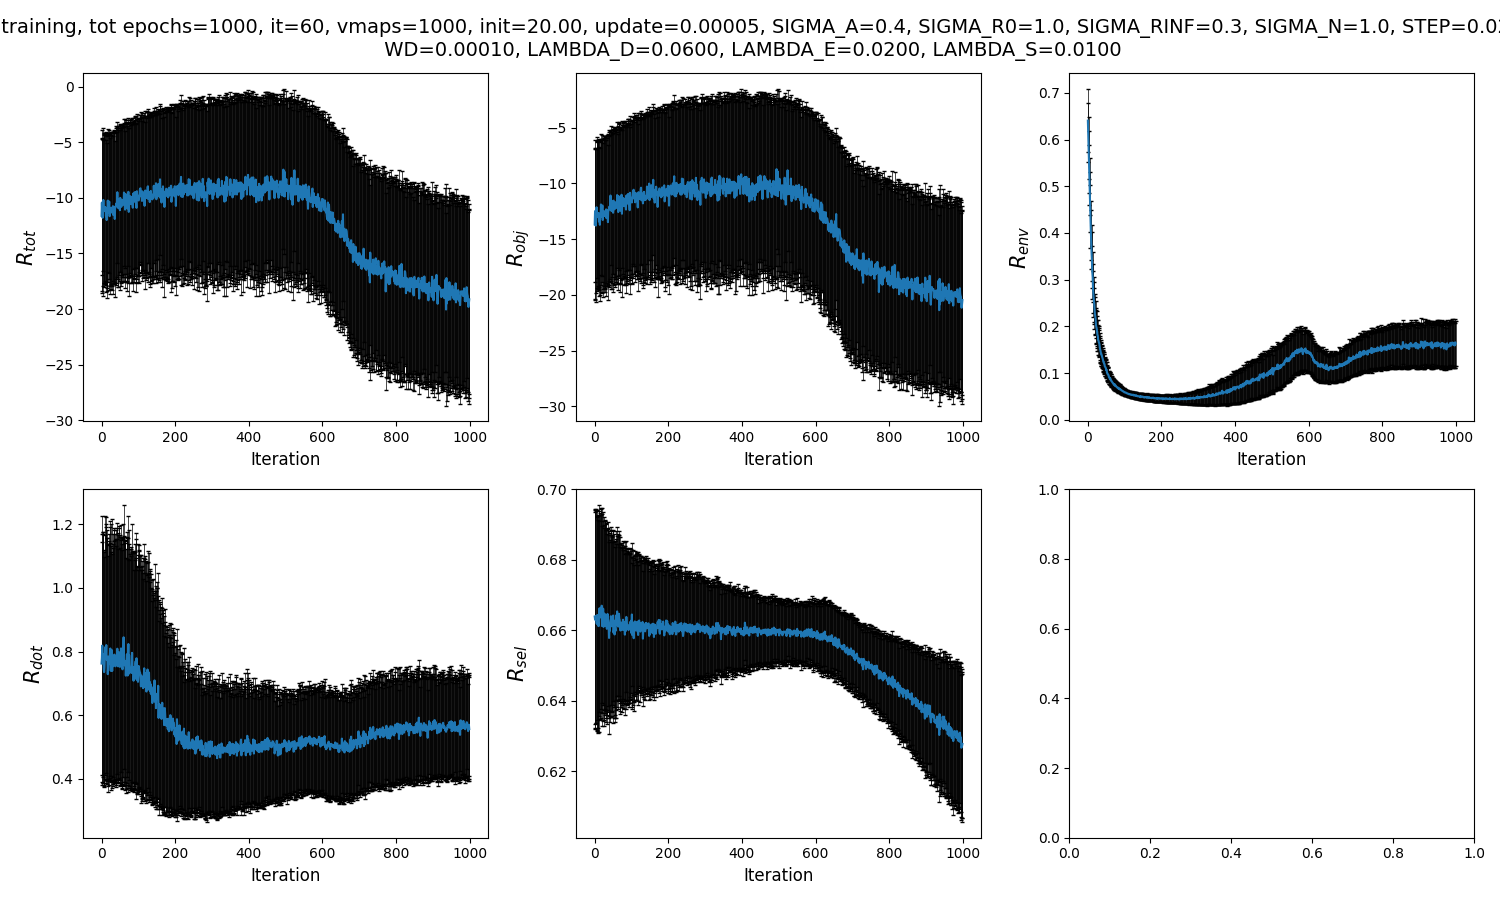 training, tot epochs=1000, it=60, vmaps=1000, init=20.00, update=0.00005, SIGMA_A=0.4, SIGMA_R0=1.0, SIGMA_RINF=0.3, SIGMA_N=1.0,
WD=0.00010, LAMBDA_D=0.0600, LAMBDA_E=0.0200, LAMBDA_S=0.0100
0
−5
−10
−15
−20
−25
−30
R_tot
0 200 400 600 800 1000
Iteration
−5
−10
−15
−20
−25
−30
R_obj
0 200 400 600 800 1000
Iteration
0.7
0.6
0.5
0.4
0.3
0.2
0.1
0.0
R_env
0 200 400 600 800 1000
Iteration
1.2
1.0
0.8
0.6
0.4
R_dot
0 200 400 600 800 1000
Iteration
0.70
0.68
0.66
0.64
0.62
R_sel
0 200 400 600 800 1000
Iteration
1.0
0.8
0.6
0.4
0.2
0.0
0.0 0.2 0.4 0.6 0.8 1.0